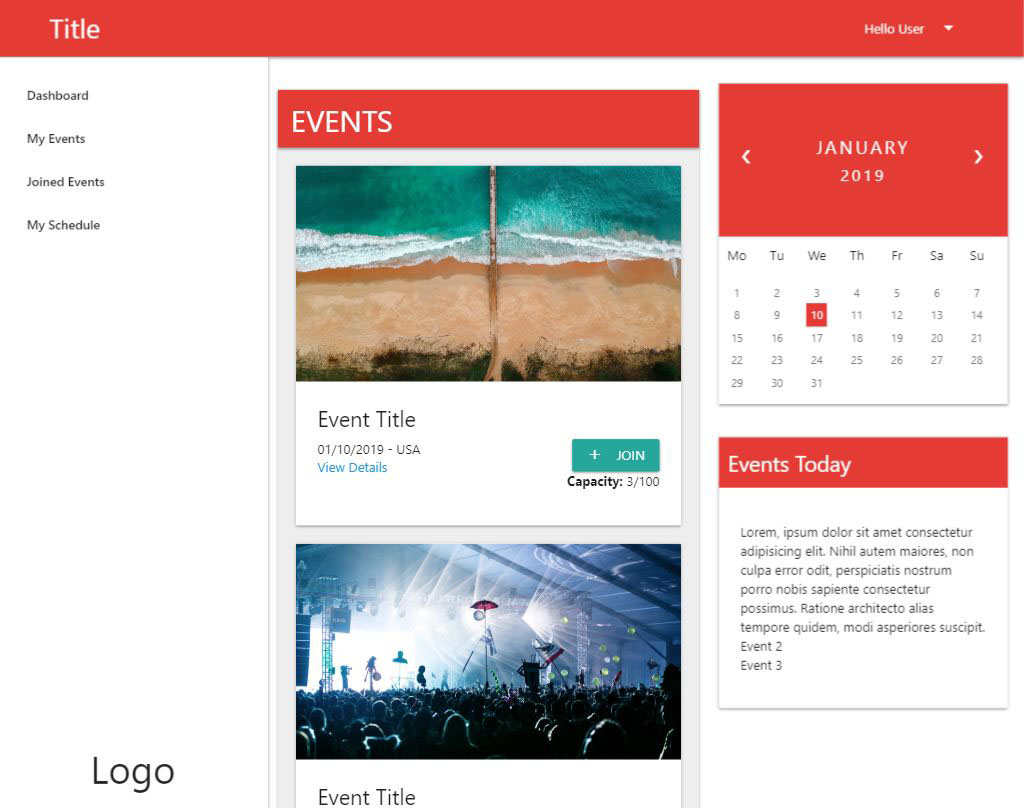 Title
Hello User
Dashboard
My Events
Joined Events
My Schedule
Logo
EVENTS
Event Title
01/10/2019 - USA
View Details
+ JOIN
Capacity: 3/100
Event Title
‹ JANUARY ›
2019
Mo Tu We Th Fr Sa Su
1 2 3 4 5 6 7
8 9 10 11 12 13 14
15 16 17 18 19 20 21
22 23 24 25 26 27 28
29 30 31
Events Today
Lorem, ipsum dolor sit amet consectetur
adipisicing elit. Nihil autem maiores, non
culpa error odit, perspiciatis nostrum
porro nobis sapiente consectetur
possimus. Ratione architecto alias
tempore quidem, modi asperiores suscipit.
Event 2
Event 3